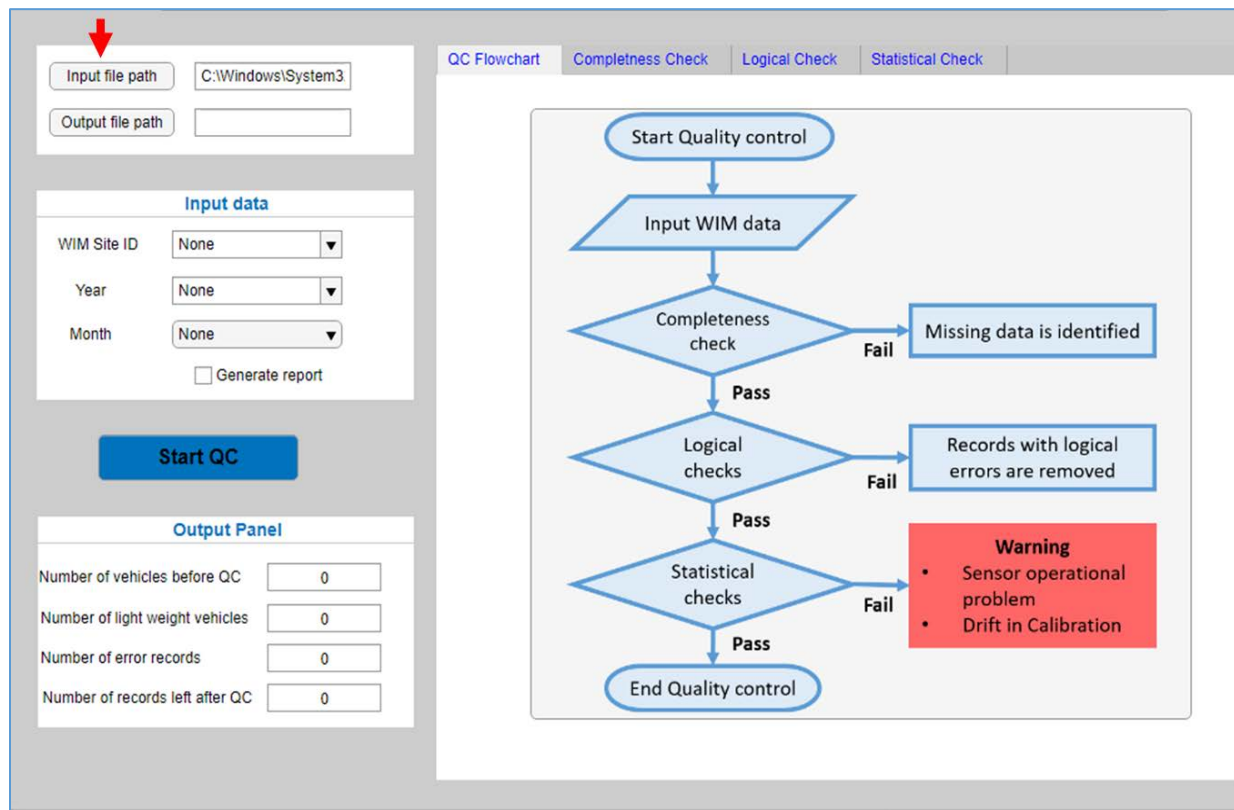 Input file path
C:\Windows\System3
Output file path
Input data
WIM Site ID
None
Year
None
Month
None
Generate report
Start QC
Output Panel
Number of vehicles before QC
0
Number of light weight vehicles
0
Number of error records
0
Number of records left after QC
0
QC Flowchart
Completness Check
Logical Check
Statistical Check
Start Quality control
Input WIM data
Completeness
check
Fail
Missing data is identified
Pass
Logical
checks
Fail
Records with logical
errors are removed
Pass
Statistical
checks
Fail
Warning
• Sensor operational
problem
• Drift in Calibration
Pass
End Quality control